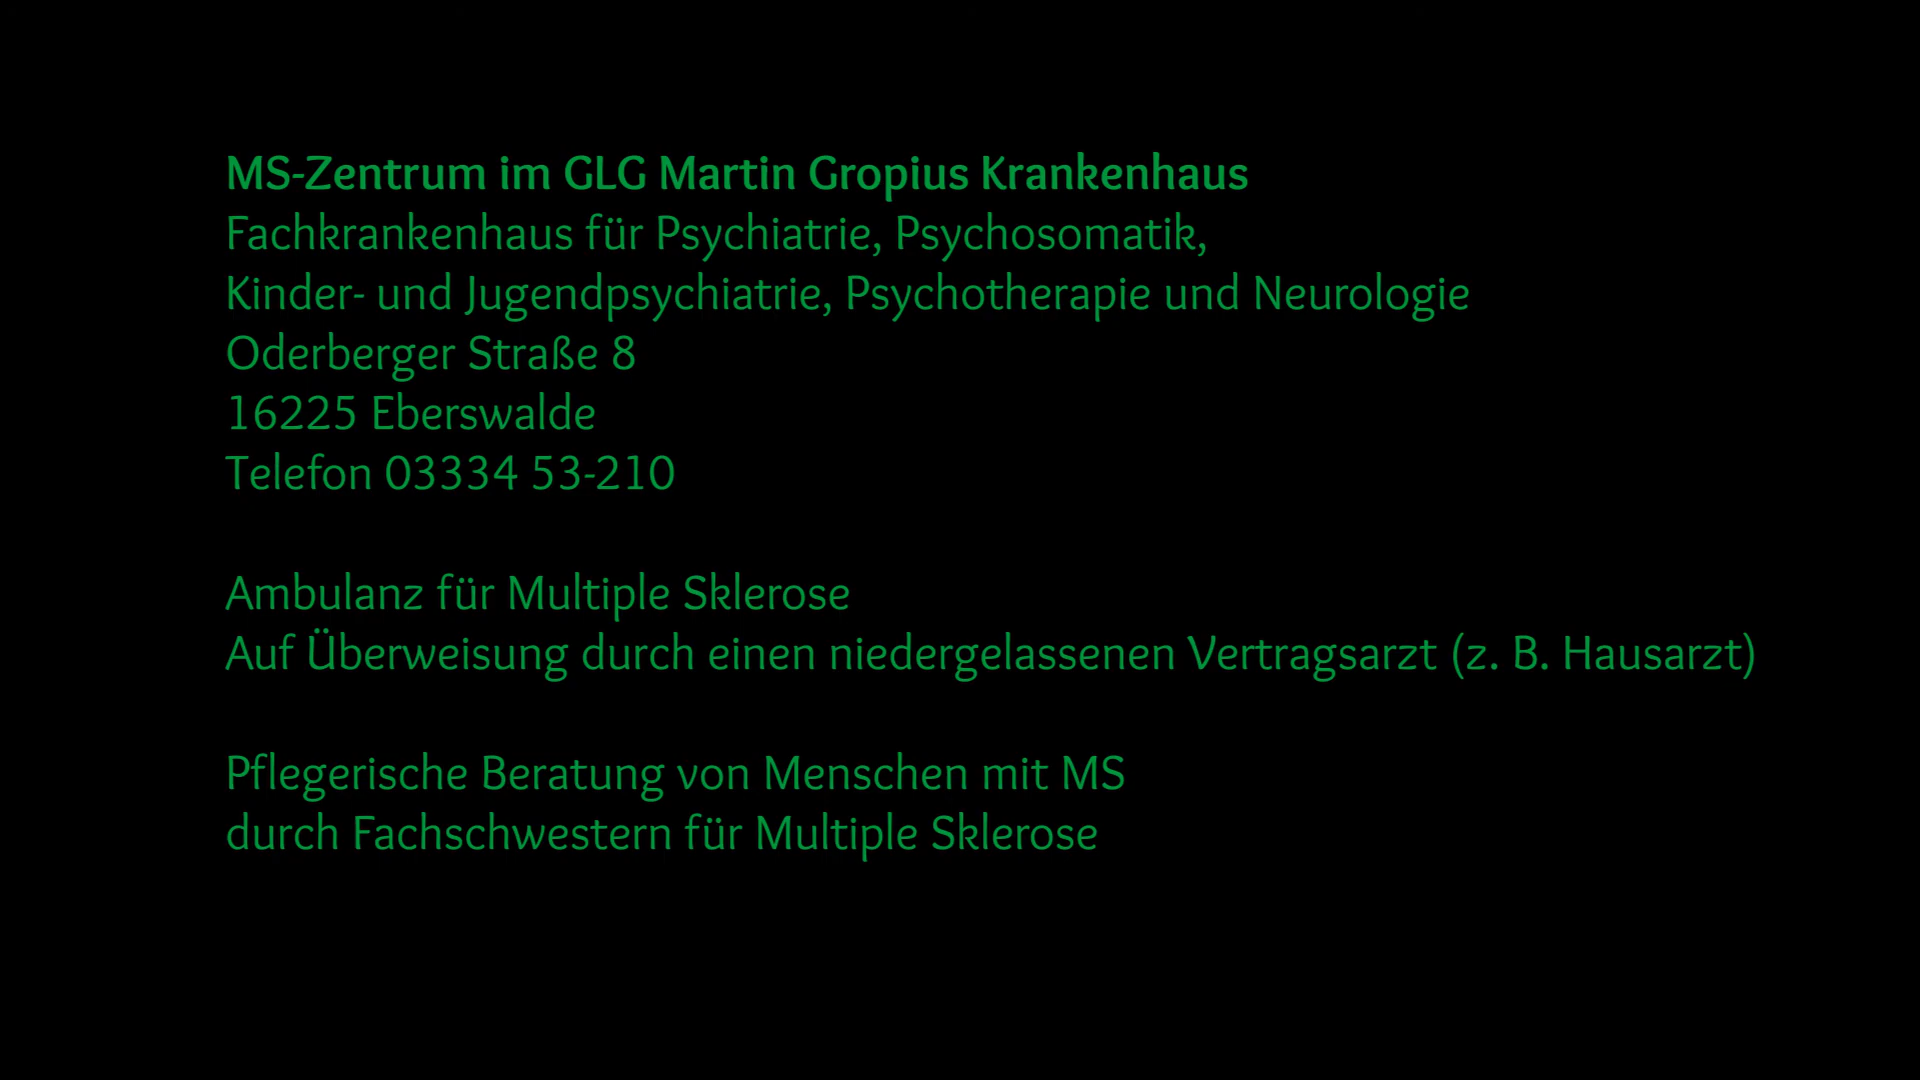 MS-Zentrum im GLG Martin Gropius Krankenhaus
Fachkrankenhaus für Psychiatrie, Psychosomatik,
Kinder- und Jugendpsychiatrie, Psychotherapie und Neurologie
Oderberger Straße 8
16225 Eberswalde
Telefon 03334 53-210
Ambulanz für Multiple Sklerose
Auf Überweisung durch einen niedergelassenen Vertragsarzt (z. B. Hausarzt)
Pflegerische Beratung von Menschen mit MS
durch Fachschwestern für Multiple Sklerose